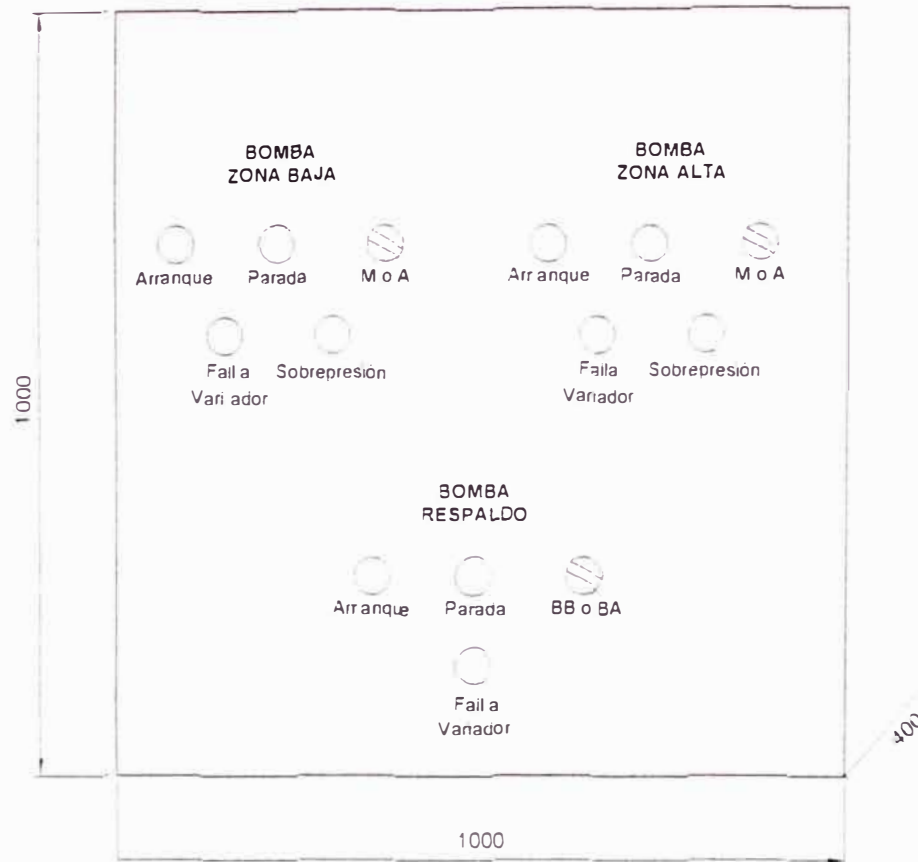 BOMBA
ZONA BAJA
BOMBA
ZONA ALTA
Arranque
Parada
M o A
Arranque
Parada
M o A
Falla
Variador
Sobrepresión
Falla
Variador
Sobrepresión
1000
BOMBA
RESPALDO
Arranque
Parada
BB o BA
Falla
Variador
400
1000